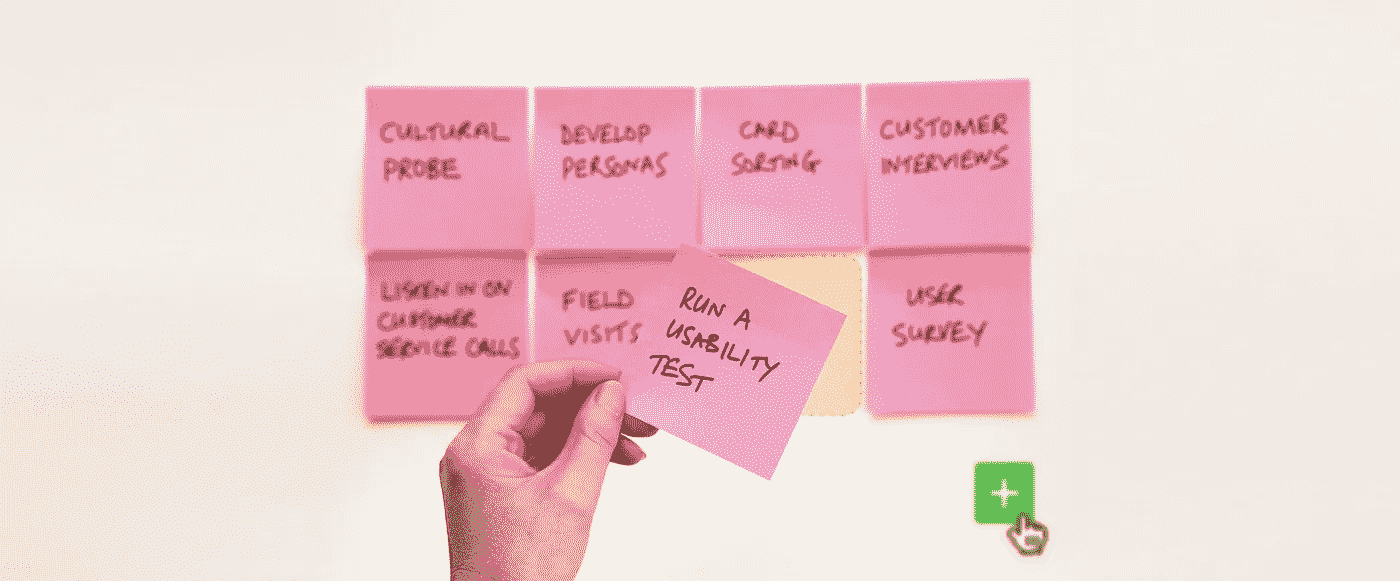 CULTURAL
PROBE
DEVELOP
PERSONAS
CARD
SORTING
CUSTOMER
INTERVIEWS
LISTEN IN ON
CUSTOMER
SERVICE CALLS
FIELD
VISITS
RUN A
USABILITY
TEST
USER
SURVEY